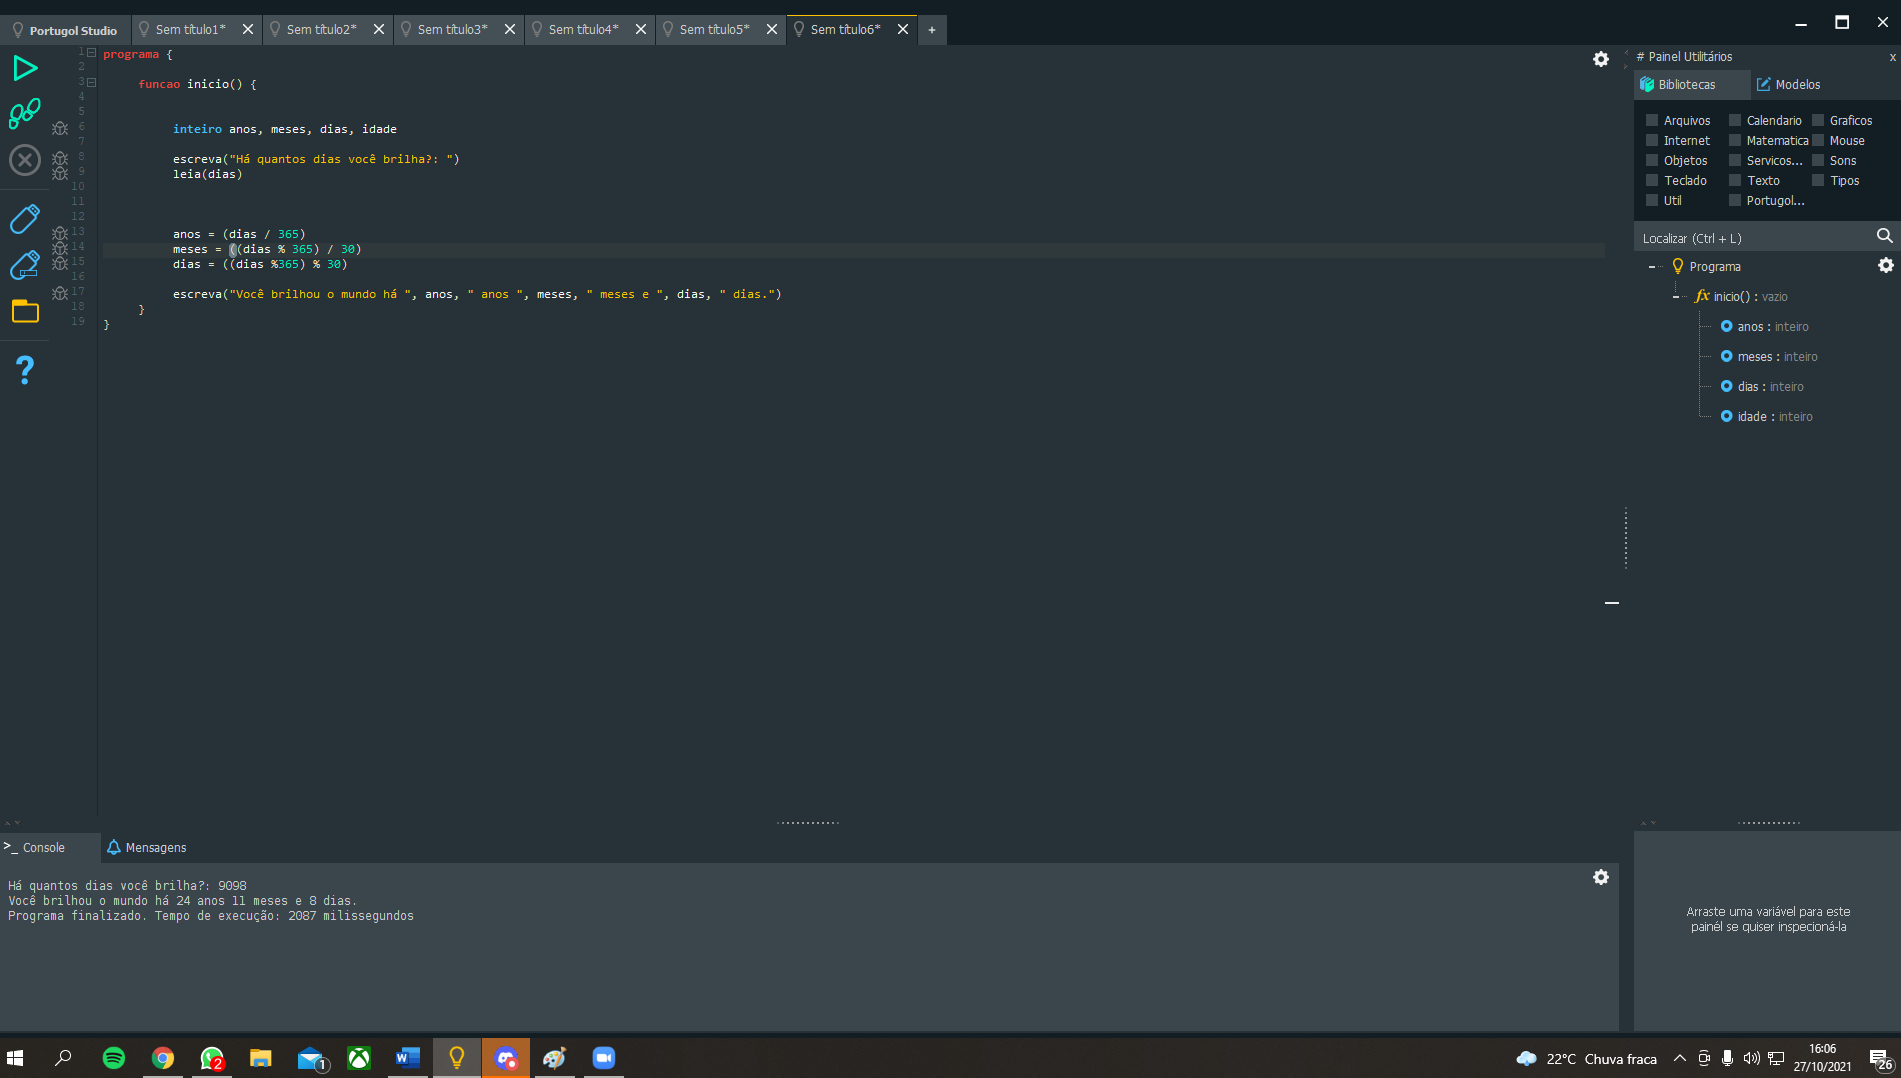 Portugol Studio
Sem título1*
Sem título2*
Sem título3*
Sem título4*
Sem título5*
Sem título6*
+
1 programa {
2
3 funcao inicio() {
4
5
6 inteiro anos, meses, dias, idade
7
8 escreva("Há quantos dias você brilha?: ")
9 leia(dias)
10
11
12
13 anos = (dias / 365)
14 meses = ((dias % 365) / 30)
15 dias = ((dias %365) % 30)
16
17 escreva("Você brilhou o mundo há ", anos, " anos ", meses, " meses e ", dias, " dias.")
18 }
19 }
# Painel Utilitários x
Bibliotecas Modelos
Arquivos Calendario Graficos
Internet Matematica Mouse
Objetos Servicos... Sons
Teclado Texto Tipos
Util Portugol...
Localizar (Ctrl + L)
Programa
fx inicio() : vazio
anos : inteiro
meses : inteiro
dias : inteiro
idade : inteiro
>_ Console Mensagens
Há quantos dias você brilha?: 9098
Você brilhou o mundo há 24 anos 11 meses e 8 dias.
Programa finalizado. Tempo de execução: 2087 milissegundos
Arraste uma variável para este
painél se quiser inspecioná-la
2
1
W
22°C Chuva fraca
16:06
27/10/2021
26